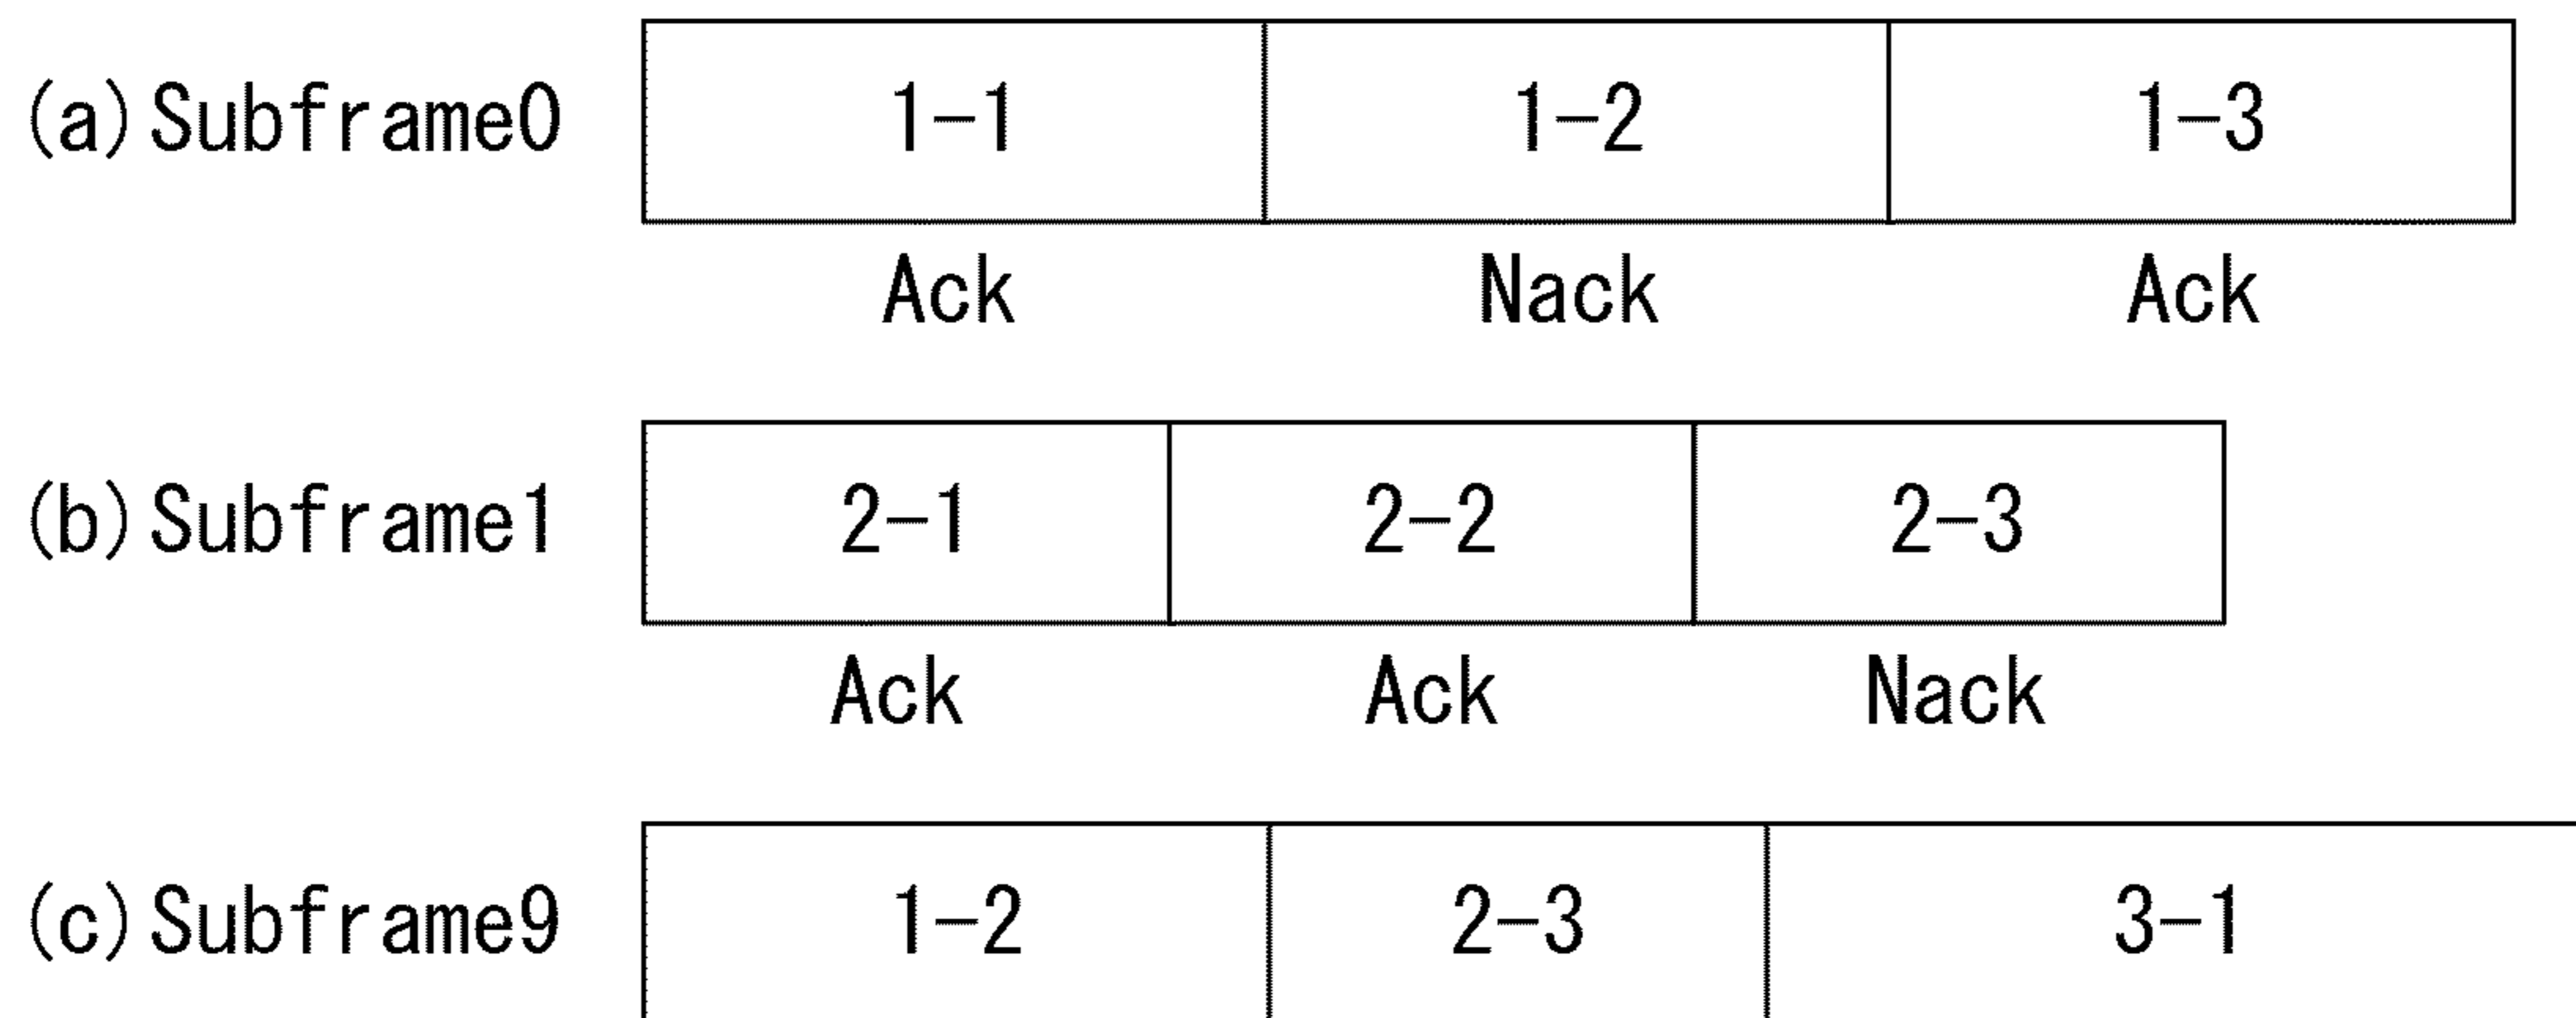 (a)Subframe0 1-1 1-2 1-3
Ack Nack Ack
(b)Subframe1 2-1 2-2 2-3
Ack Ack Nack
(c)Subframe9 1-2 2-3 3-1